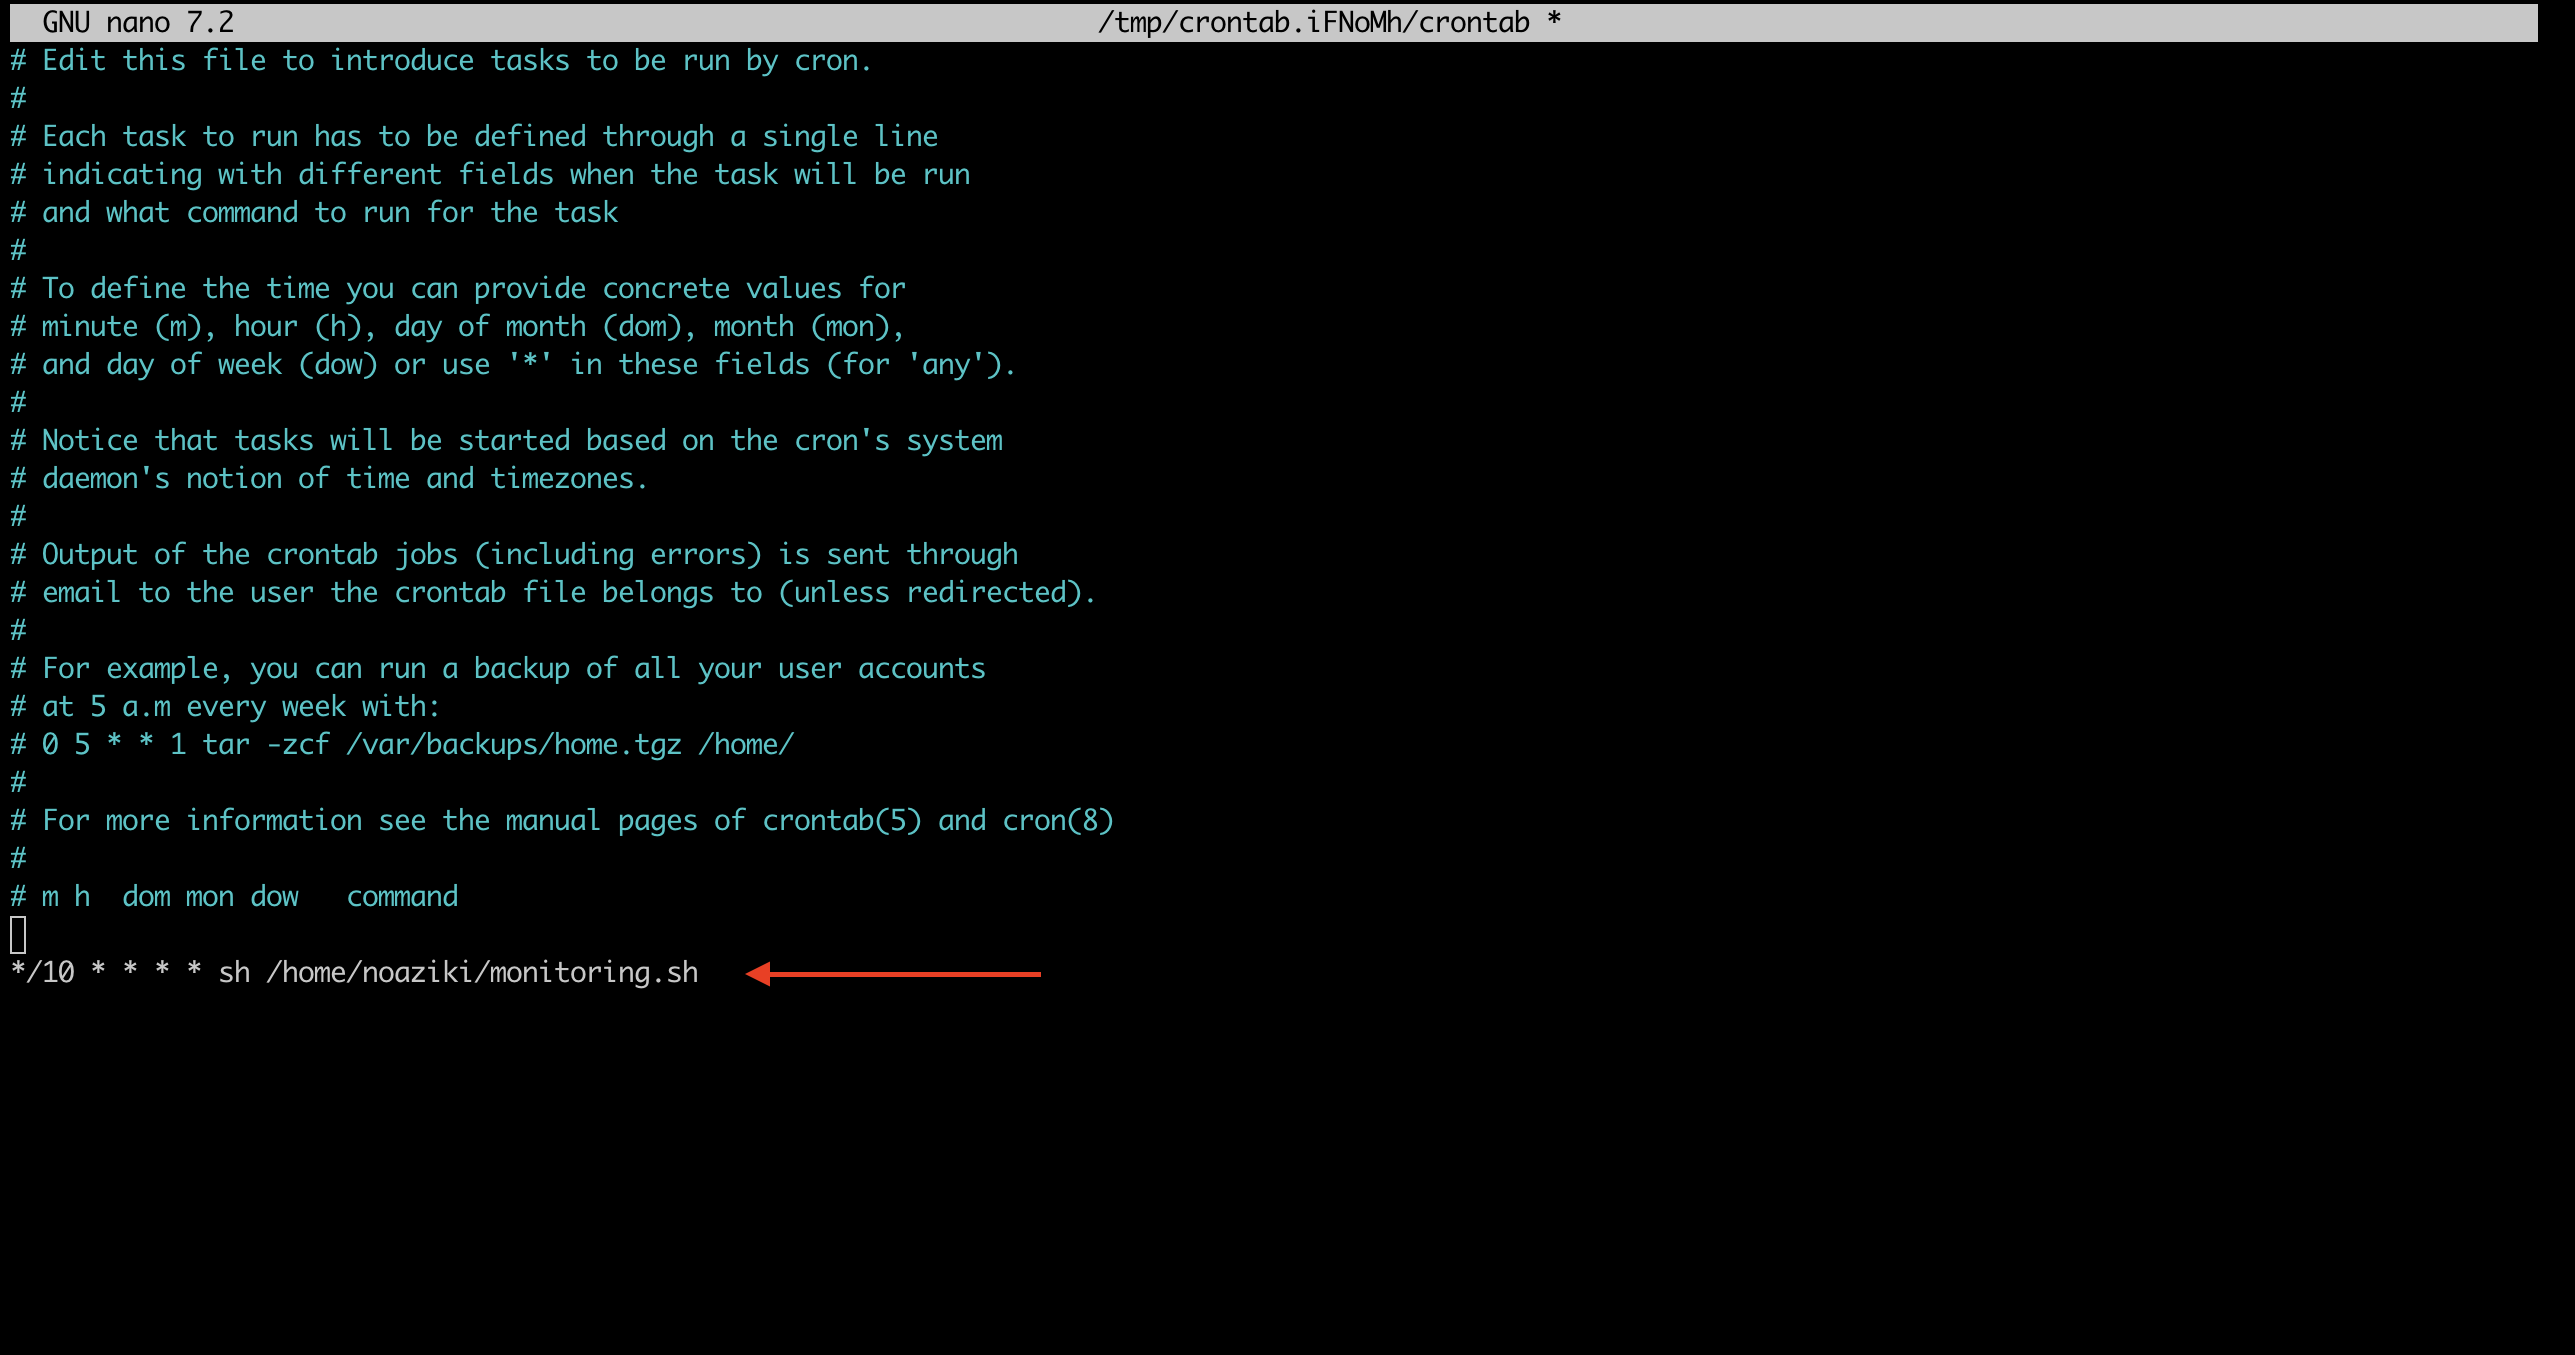 GNU nano 7.2 /tmp/crontab.iFNoMh/crontab *
# Edit this file to introduce tasks to be run by cron.
#
# Each task to run has to be defined through a single line
# indicating with different fields when the task will be run
# and what command to run for the task
#
# To define the time you can provide concrete values for
# minute (m), hour (h), day of month (dom), month (mon),
# and day of week (dow) or use '*' in these fields (for 'any').
#
# Notice that tasks will be started based on the cron's system
# daemon's notion of time and timezones.
#
# Output of the crontab jobs (including errors) is sent through
# email to the user the crontab file belongs to (unless redirected).
#
# For example, you can run a backup of all your user accounts
# at 5 a.m every week with:
# 0 5 * * 1 tar -zcf /var/backups/home.tgz /home/
#
# For more information see the manual pages of crontab(5) and cron(8)
#
# m h  dom mon dow   command
*/10 * * * * sh /home/noaziki/monitoring.sh